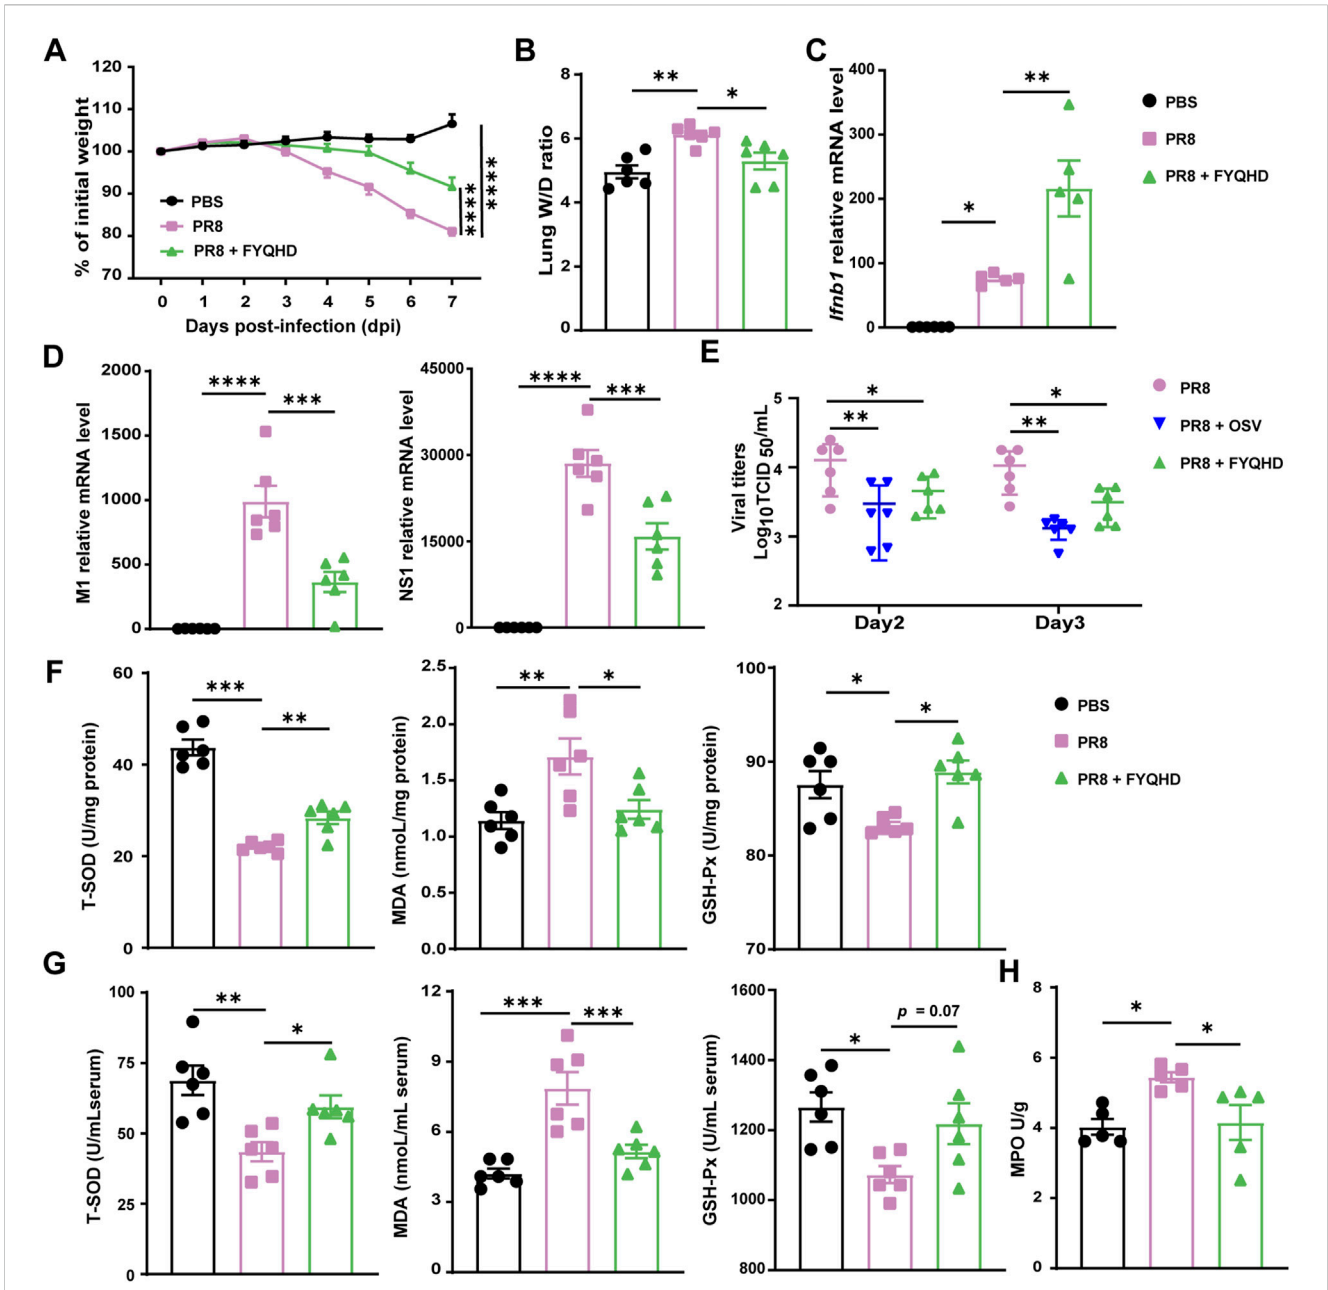 A
120
110
100
90
80
70
% of initial weight
PBS
PR8
PR8 + FYQHD
****
****
0 1 2 3 4 5 6 7
Days post-infection (dpi)
B
8
6
4
2
0
Lung W/D ratio
**
*
C
400
300
200
100
0
Ifnb1 relative mRNA level
*
**
PBS
PR8
PR8 + FYQHD
D
2000
1500
1000
500
0
M1 relative mRNA level
****
***
45000
30000
15000
0
NS1 relative mRNA level
****
***
E
5
4
3
2
Viral titers
Log10TCID 50/mL
*
**
*
**
Day2 Day3
PR8
PR8 + OSV
PR8 + FYQHD
F
60
40
20
0
T-SOD (U/mg protein)
***
**
2.5
2.0
1.5
1.0
0.5
0.0
MDA (nmoL/mg protein)
**
*
100
90
80
70
GSH-Px (U/mg protein)
*
*
PBS
PR8
PR8 + FYQHD
G
100
75
50
25
0
T-SOD (U/mLserum)
**
*
12
9
6
3
0
MDA (nmoL/mL serum)
***
***
1600
1400
1200
1000
800
GSH-Px (U/mL serum)
*
p = 0.07
H
8
6
4
2
0
MPO U/g
*
*